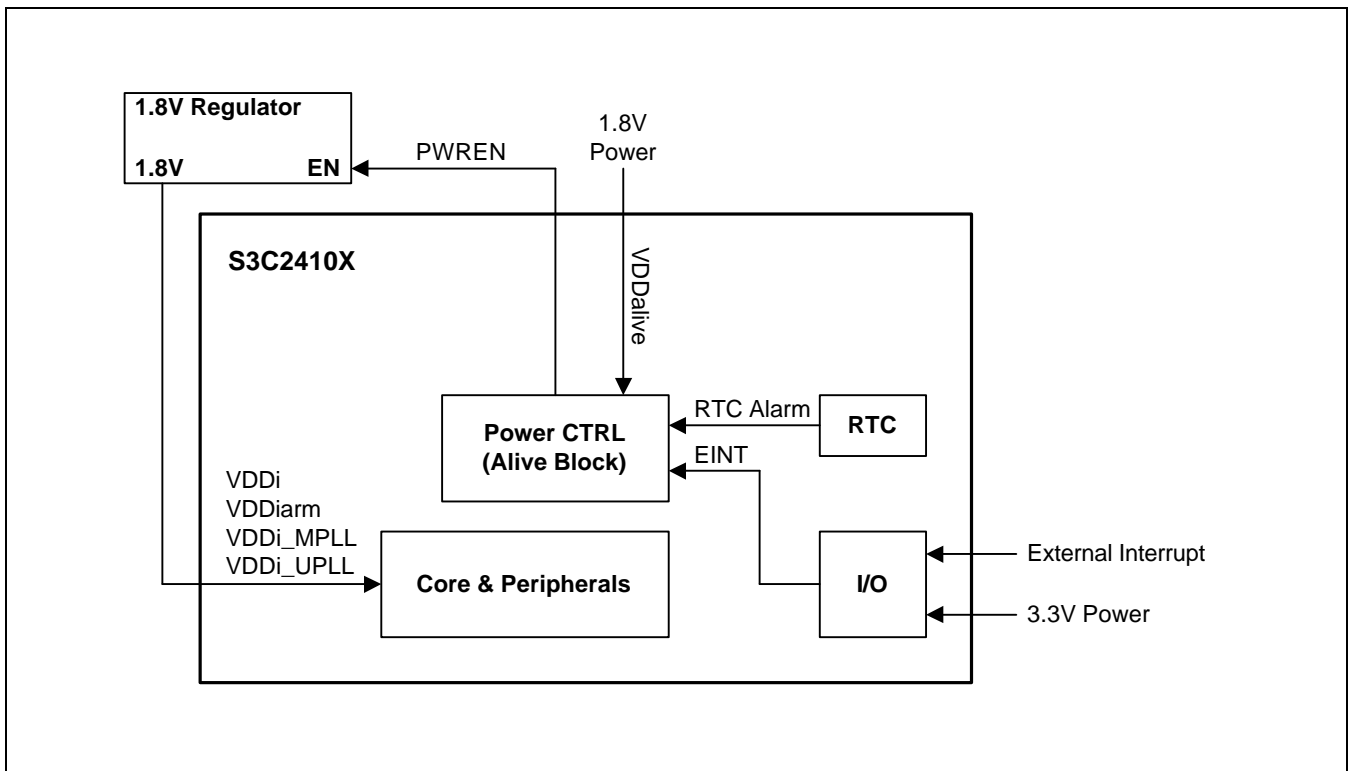 1.8V Regulator
1.8V EN
PWREN
1.8V
Power
S3C2410X
VDDalive
Power CTRL
(Alive Block)
RTC Alarm
RTC
EINT
VDDi
VDDiarm
VDDi_MPLL
VDDi_UPLL
Core & Peripherals
I/O
External Interrupt
3.3V Power